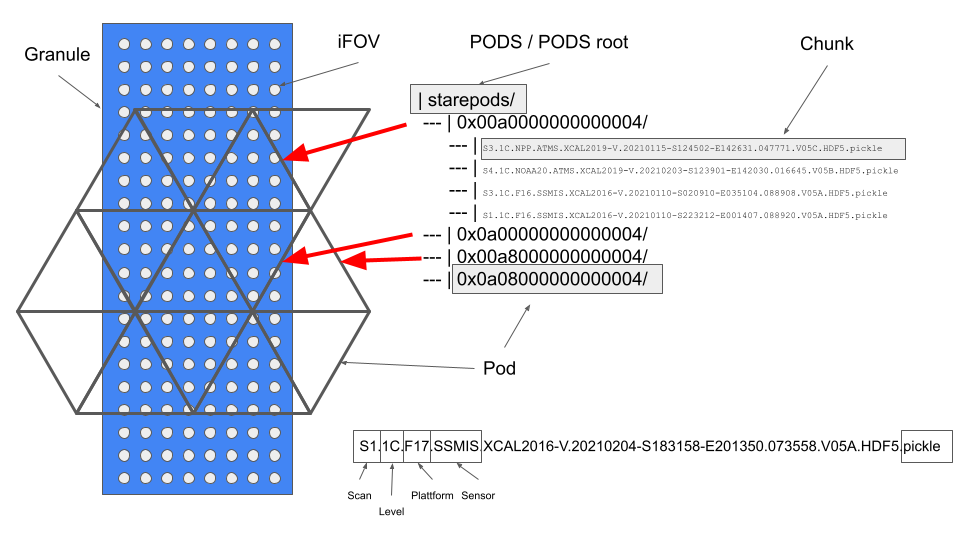 Granule
iFOV
PODS / PODS root
Chunk
| starepods/
--- | 0x00a0000000000004/
--- | S3.1C.NPP.ATMS.XCAL2019-V.20210115-S124502-E142631.047771.V05C.HDF5.pickle
--- | S4.1C.NOAA20.ATMS.XCAL2019-V.20210203-S123901-E142030.016645.V05B.HDF5.pickle
--- | S3.1C.F16.SSMIS.XCAL2016-V.20210110-S020910-E035104.088908.V05A.HDF5.pickle
--- | S1.1C.F16.SSMIS.XCAL2016-V.20210110-S223212-E001407.088920.V05A.HDF5.pickle
--- | 0x0a00000000000004/
--- | 0x00a8000000000004/
--- | 0x0a08000000000004/
Pod
S1.1C.F17.SSMIS.XCAL2016-V.20210204-S183158-E201350.073558.V05A.HDF5.pickle
Scan
Level
Plattform
Sensor